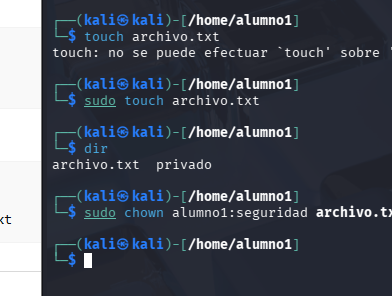 xt
┌──(kali㉿kali)-[/home/alumno1]
└─$ touch archivo.txt
touch: no se puede efectuar `touch' sobre
┌──(kali㉿kali)-[/home/alumno1]
└─$ sudo touch archivo.txt
┌──(kali㉿kali)-[/home/alumno1]
└─$ dir
archivo.txt  privado
┌──(kali㉿kali)-[/home/alumno1]
└─$ sudo chown alumno1:seguridad archivo.tx
┌──(kali㉿kali)-[/home/alumno1]
└─$